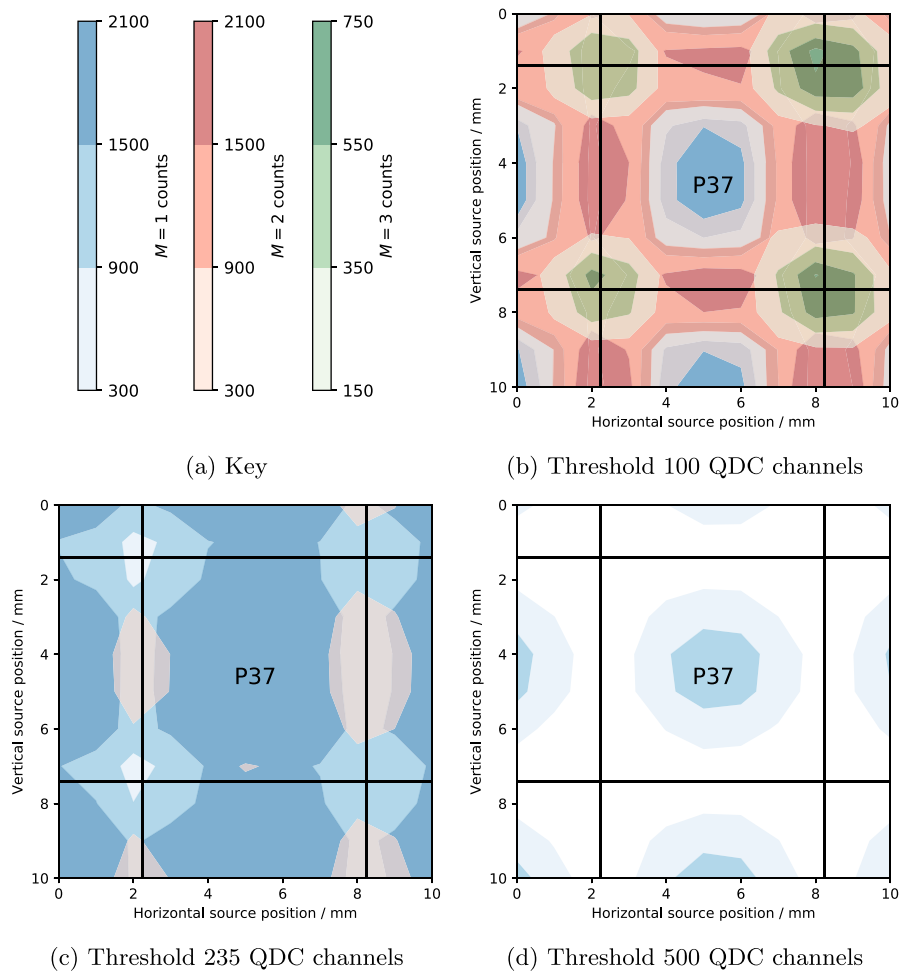 2100
1500
900
300
M = 1 counts
2100
1500
900
300
M = 2 counts
750
550
350
150
M = 3 counts
(a) Key
0
2
4
6
8
10
Vertical source position / mm
P37
0 2 4 6 8 10
Horizontal source position / mm
(b) Threshold 100 QDC channels
0
2
4
6
8
10
Vertical source position / mm
P37
0 2 4 6 8 10
Horizontal source position / mm
(c) Threshold 235 QDC channels
0
2
4
6
8
10
Vertical source position / mm
P37
0 2 4 6 8 10
Horizontal source position / mm
(d) Threshold 500 QDC channels